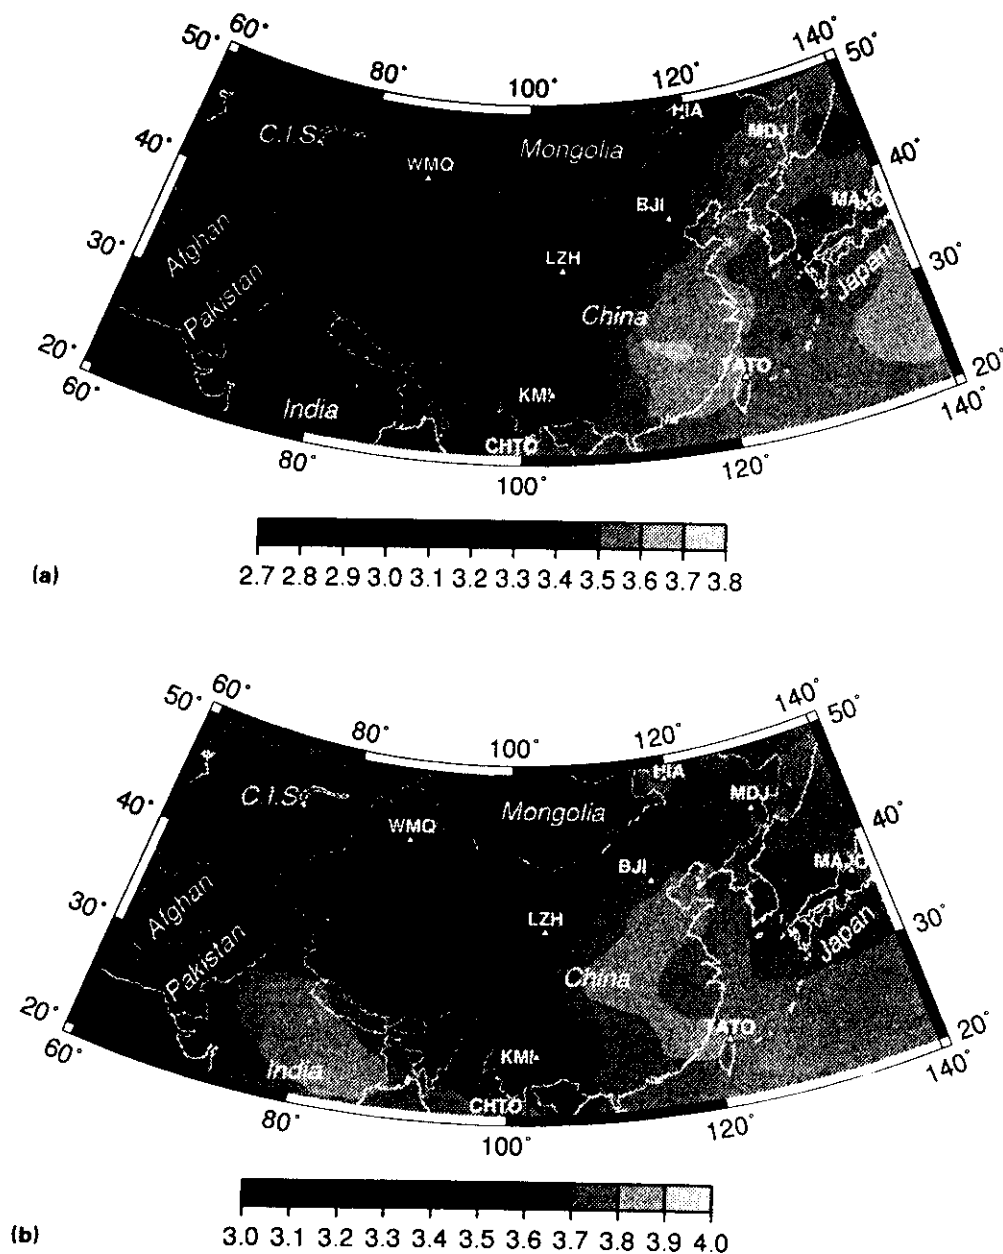 60°
50°
80°
100°
120°
140°
50°
HIA
MDJ
C.I.S.
Mongolia
WMQ
40°
40°
BJI
MAJO
Afghan
LZH
30°
30°
Japan
Pakistan
China
20°
TATO
20°
60°
KMI
140°
India
CHTO
80°
120°
100°
(a)
2.7 2.8 2.9 3.0 3.1 3.2 3.3 3.4 3.5 3.6 3.7 3.8
60°
50°
80°
100°
120°
140°
50°
HIA
MDJ
C.I.S.
Mongolia
WMQ
40°
40°
BJI
MAJO
Afghan
LZH
30°
30°
Japan
Pakistan
China
20°
TATO
20°
60°
KMI
140°
India
CHTO
80°
120°
100°
(b)
3.0 3.1 3.2 3.3 3.4 3.5 3.6 3.7 3.8 3.9 4.0